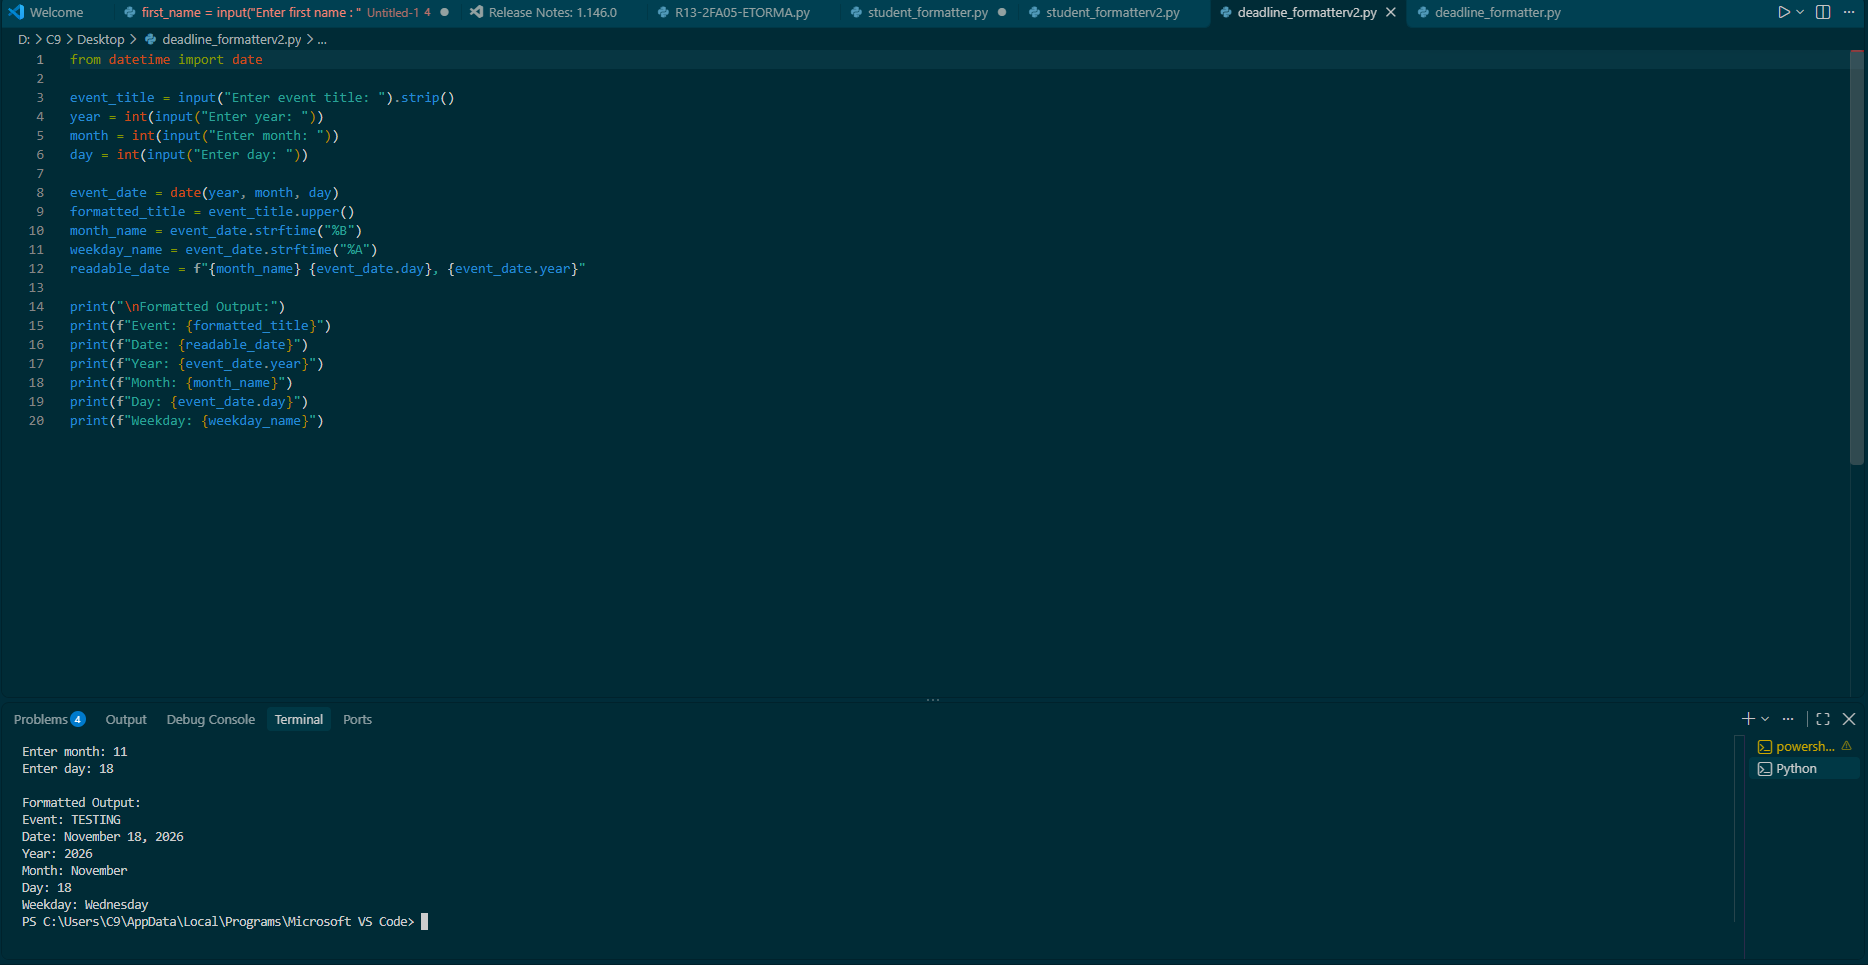 Welcome first_name = input("Enter first name : " Untitled-1 4 Release Notes: 1.146.0 R13-2FA05-ETORMA.py student_formatter.py student_formatterv2.py deadline_formatterv2.py deadline_formatter.py
D: > C9 > Desktop > deadline_formatterv2.py > ...
1 from datetime import date
2
3 event_title = input("Enter event title: ").strip()
4 year = int(input("Enter year: "))
5 month = int(input("Enter month: "))
6 day = int(input("Enter day: "))
7
8 event_date = date(year, month, day)
9 formatted_title = event_title.upper()
10 month_name = event_date.strftime("%B")
11 weekday_name = event_date.strftime("%A")
12 readable_date = f"{month_name} {event_date.day}, {event_date.year}"
13
14 print("\nFormatted Output:")
15 print(f"Event: {formatted_title}")
16 print(f"Date: {readable_date}")
17 print(f"Year: {event_date.year}")
18 print(f"Month: {month_name}")
19 print(f"Day: {event_date.day}")
20 print(f"Weekday: {weekday_name}")
Problems 4 Output Debug Console Terminal Ports
Enter month: 11
Enter day: 18
Formatted Output:
Event: TESTING
Date: November 18, 2026
Year: 2026
Month: November
Day: 18
Weekday: Wednesday
PS C:\Users\C9\AppData\Local\Programs\Microsoft VS Code>
powersh...
Python